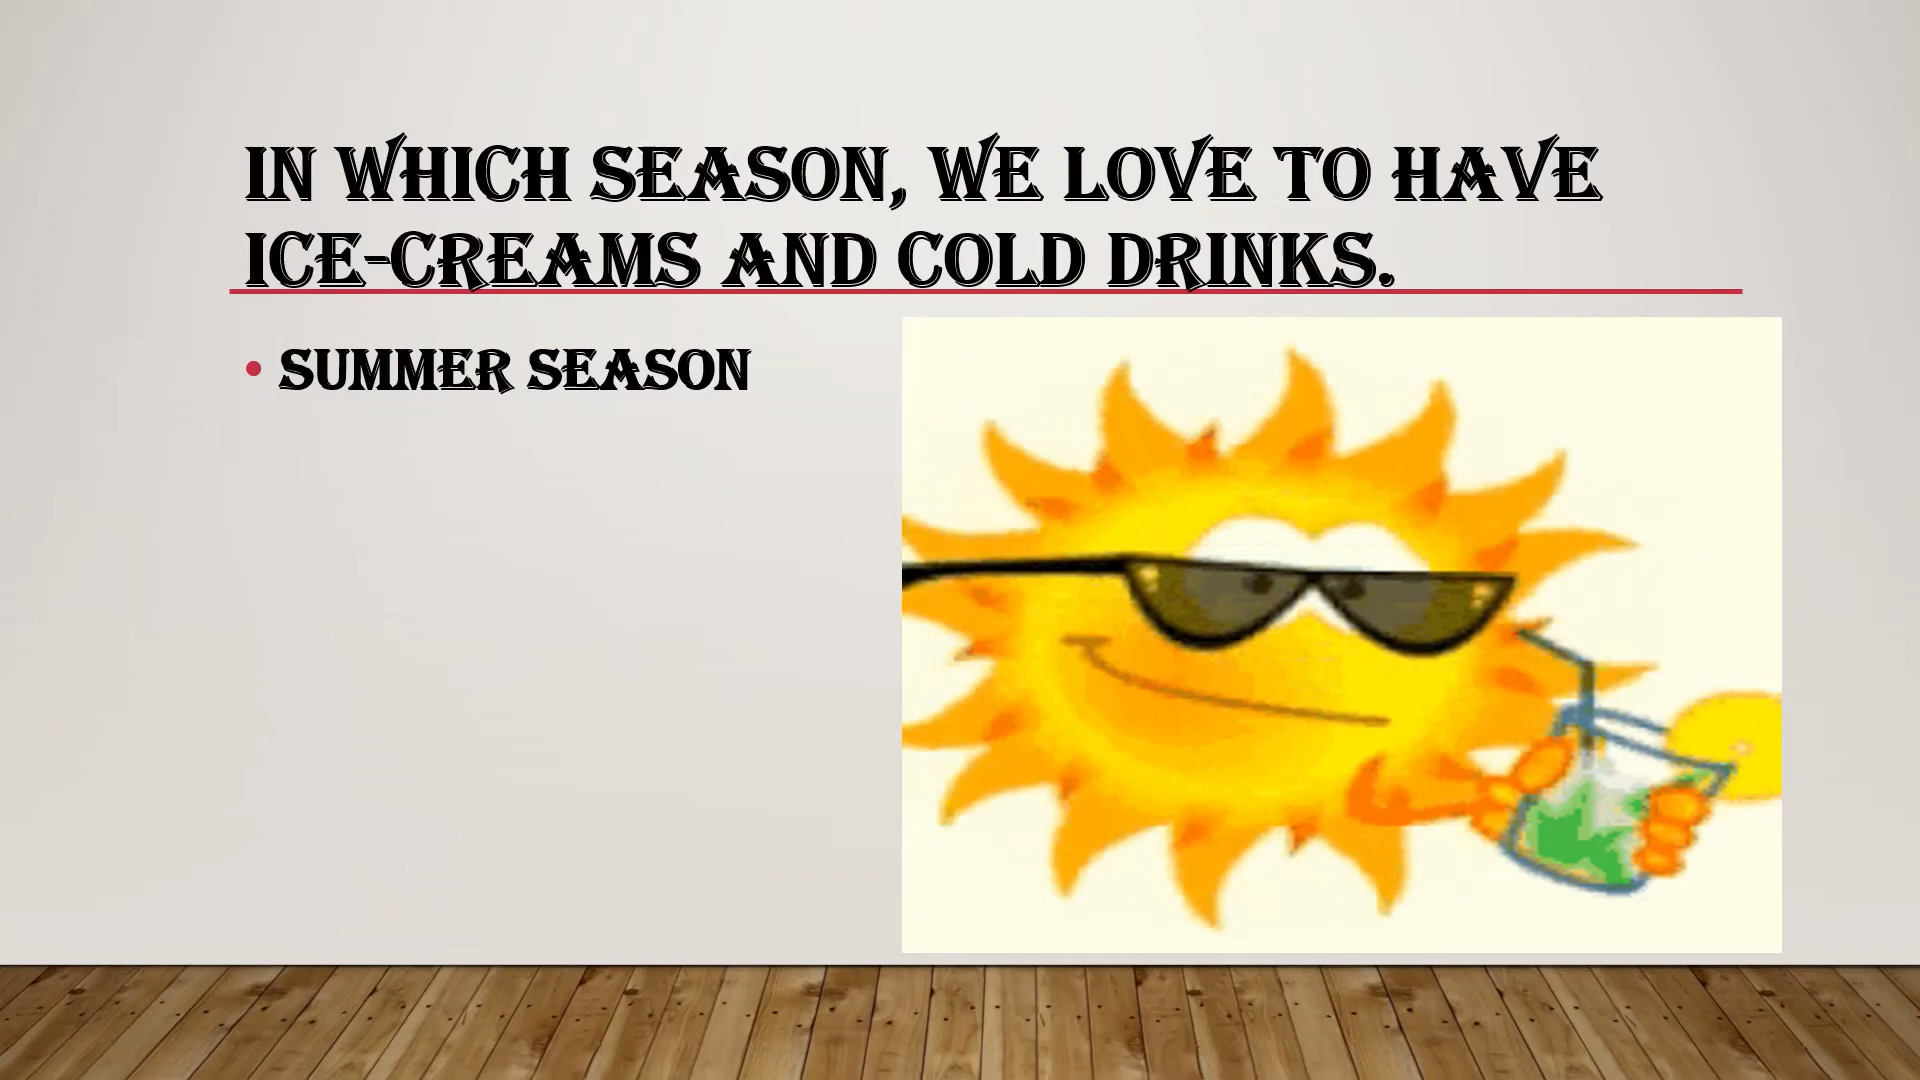 IN WHICH SEASON, WE LOVE TO HAVE
ICE-CREAMS AND COLD DRINKS.
• SUMMER SEASON